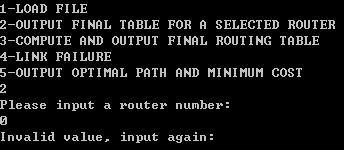 1-LOAD FILE
2-OUTPUT FINAL TABLE FOR A SELECTED ROUTER
3-COMPUTE AND OUTPUT FINAL ROUTING TABLE
4-LINK FAILURE
5-OUTPUT OPTIMAL PATH AND MINIMUM COST
2
Please input a router number:
0
Invalid value, input again: